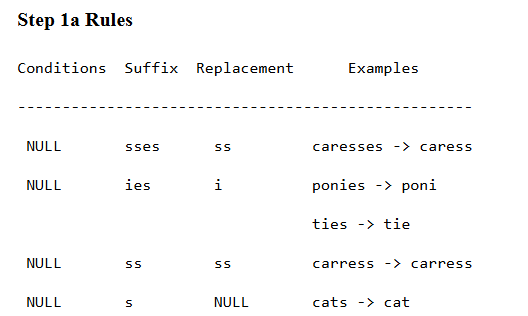 Step 1a Rules
Conditions Suffix Replacement Examples
---------------------------------------------------
NULL sses ss caresses -> caress
NULL ies i ponies -> poni
ties -> tie
NULL ss ss carress -> carress
NULL s NULL cats -> cat